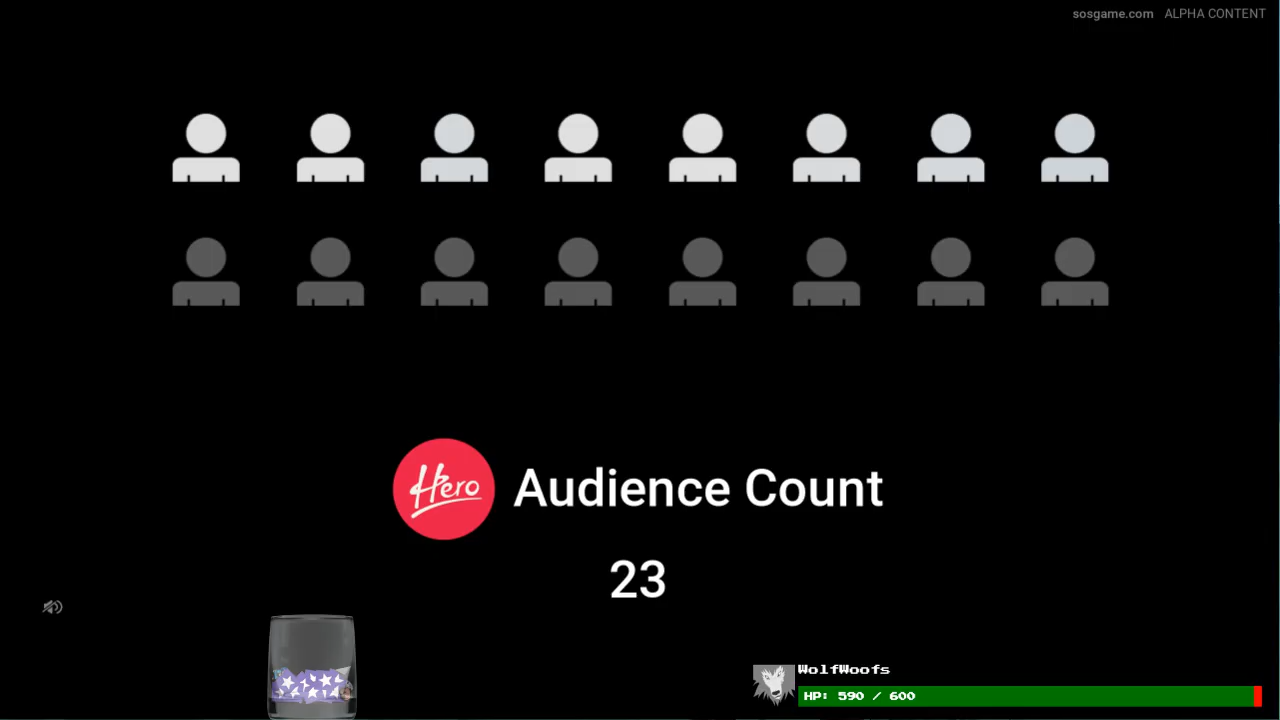 sosgame.com ALPHA CONTENT
Hero
Audience Count
23
WolfWoofs
HP: 590 / 600